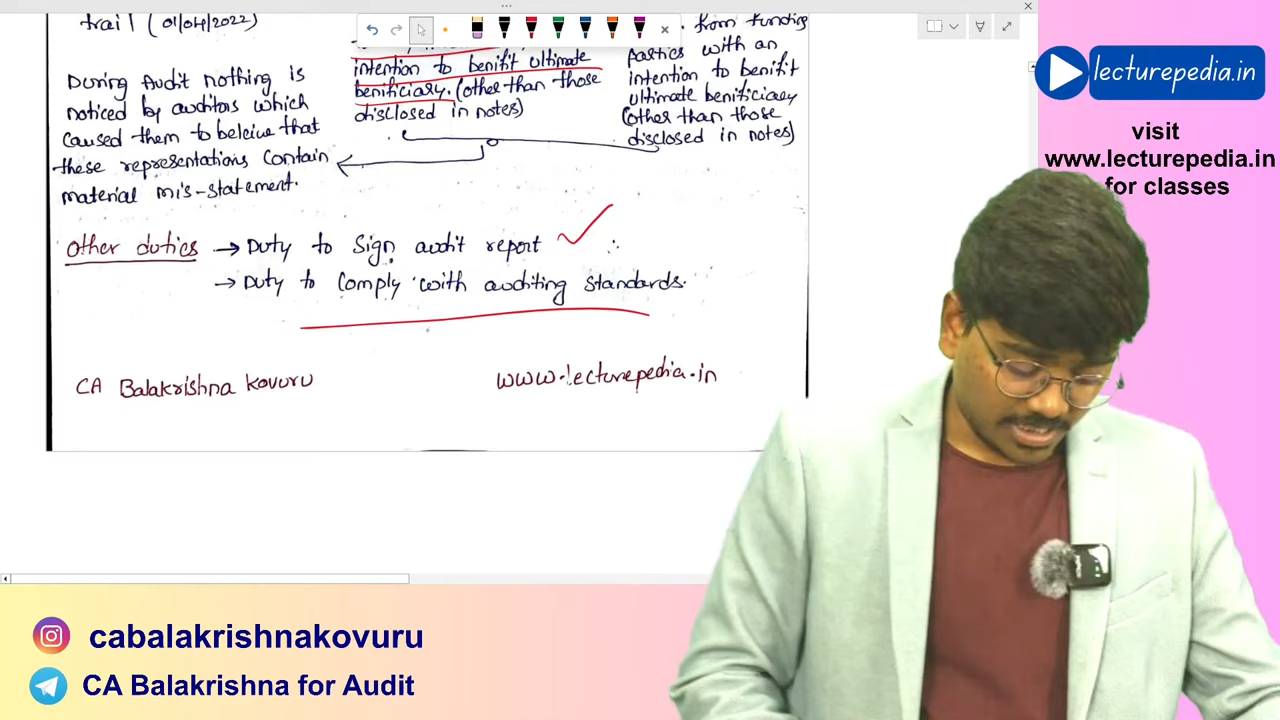 trail (01/04/2022)
During Audit nothing is
noticed by auditors which
caused them to beleive that
these representations contain
material mis-statement.
intention to benifit ultimate
beneficiary. (other than those
disclosed in notes)
from funding
parties with an
intention to benifit
ultimate beneficiary
(other than those
disclosed in notes)
Other duties → Duty to Sign audit report
→ Duty to Comply with auditing standards.
CA Balakrishna Kovuru
www.lecturepedia.in
lecturepedia.in
visit
www.lecturepedia.in
for classes
cabalakrishnakovuru
CA Balakrishna for Audit